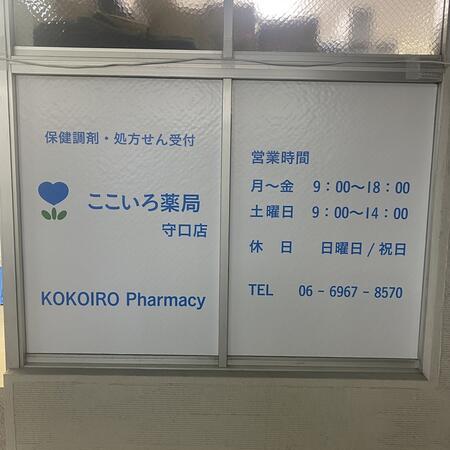 保健調剤・処方せん受付
ここいろ薬局
守口店
KOKOIRO Pharmacy
営業時間
月～金 9：00～18：00
土曜日 9：00～14：00
休 日 日曜日 / 祝日
TEL 06 - 6967 - 8570